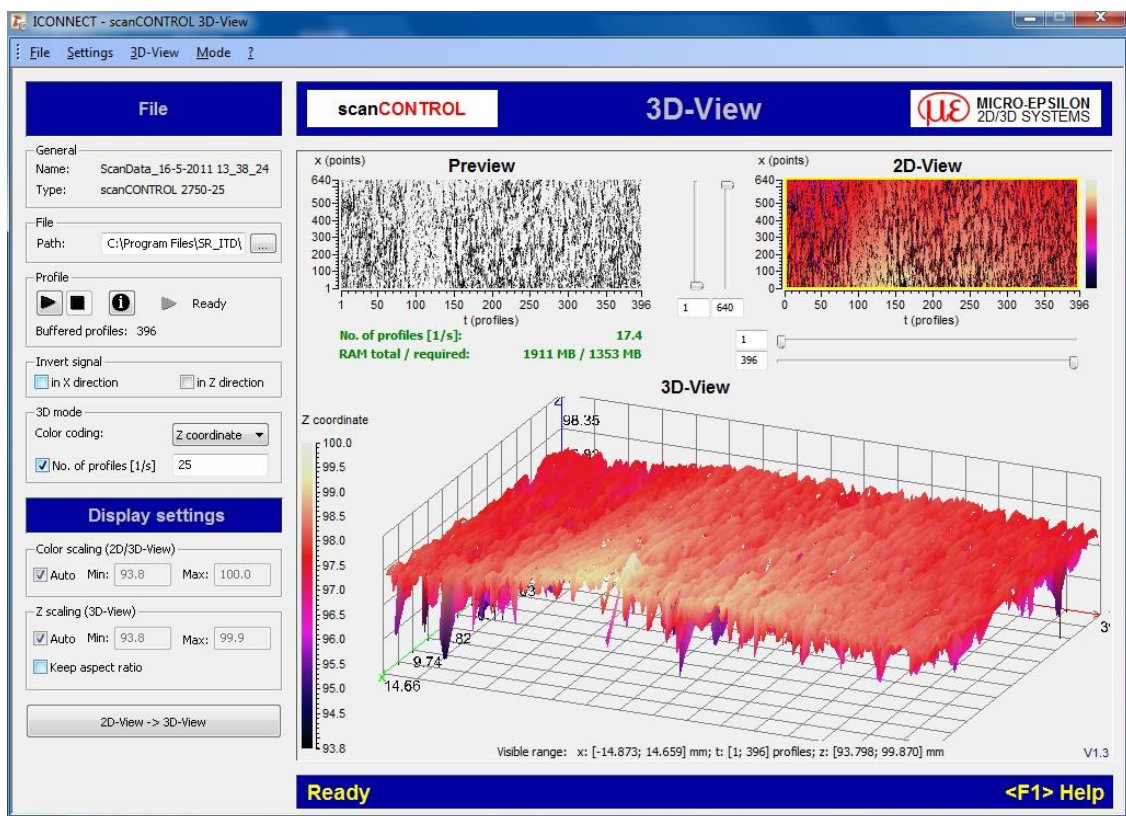 ICONNECT - scanCONTROL 3D-View
File Settings 3D-View Mode ?
File
General
Name: ScanData_16-5-2011 13_38_24
Type: scanCONTROL 2750-25
File
Path: C:\Program Files\SR_ITD\ ...
Profile
Ready
Buffered profiles: 396
Invert signal
in X direction in Z direction
3D mode
Color coding: Z coordinate
No. of profiles [1/s] 25
Display settings
Color scaling (2D/3D-View)
Auto Min: 93.8 Max: 100.0
Z scaling (3D-View)
Auto Min: 93.8 Max: 99.9
Keep aspect ratio
2D-View -> 3D-View
scanCONTROL 3D-View με MICRO-EPSILON
2D/3D SYSTEMS
x (points) Preview
640
500
400
300
200
100
1
1 50 100 150 200 250 300 350 396
t (profiles)
No. of profiles [1/s]: 17.4
RAM total / required: 1911 MB / 1353 MB
1 640
x (points) 2D-View
640
500
400
300
200
100
1
0 50 100 150 200 250 300 350 396
t (profiles)
1
396
3D-View
Z coordinate
100.0
99.5
99.0
98.5
98.0
97.5
97.0
96.5
96.0
95.5
95.0
94.5
93.8
Z
98.35
.82
9.74
14.66
X
Visible range: x: [-14.873; 14.659] mm; t: [1; 396] profiles; z: [93.798; 99.870] mm
V1.3
Ready <F1> Help